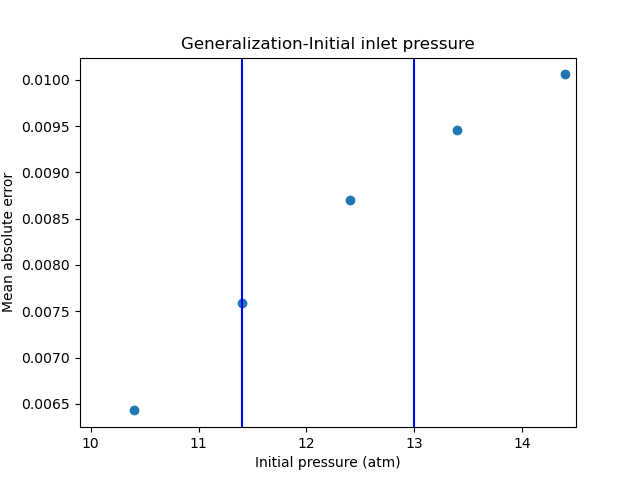 Generalization-Initial inlet pressure
0.0100
0.0095
0.0090
0.0085
0.0080
0.0075
0.0070
0.0065
Mean absolute error
10 11 12 13 14
Initial pressure (atm)